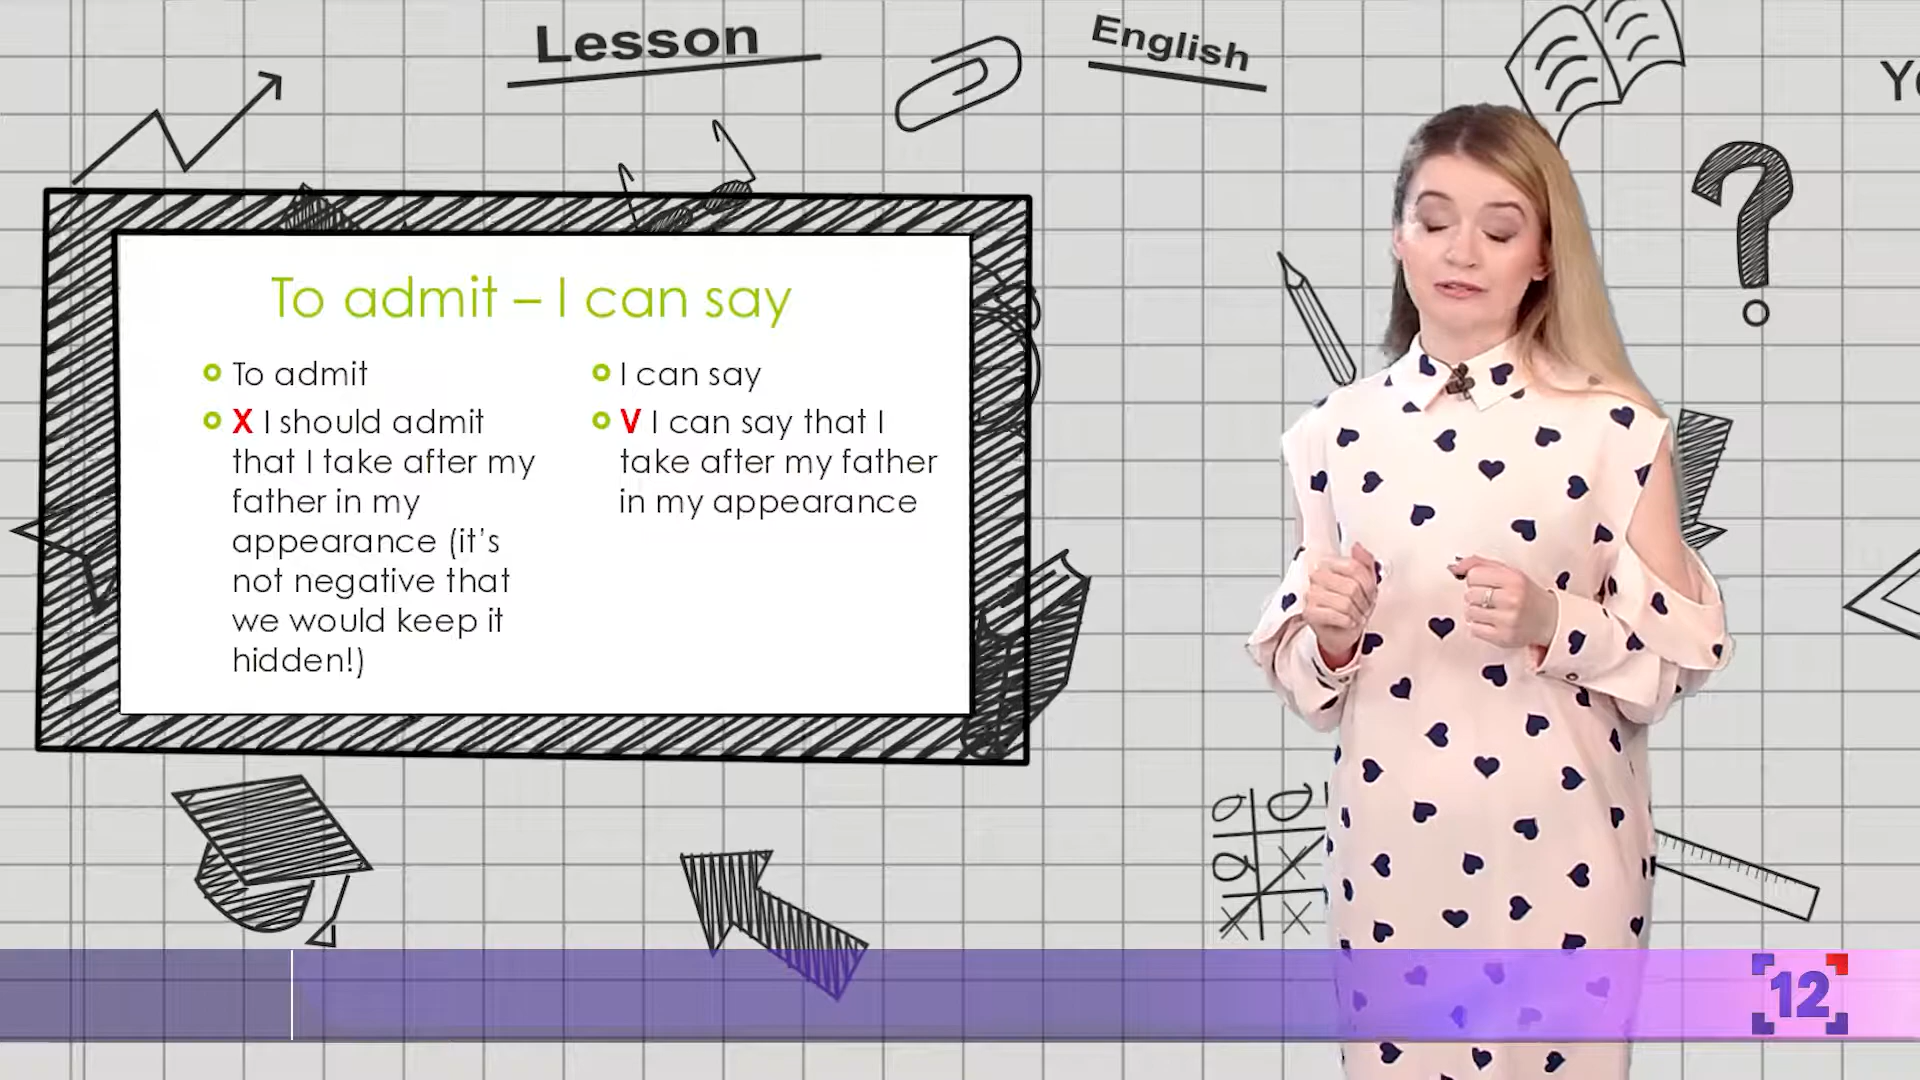 Lesson
English
To admit – I can say
To admit
X I should admit
that I take after my
father in my
appearance (it's
not negative that
we would keep it
hidden!)
I can say
V I can say that I
take after my father
in my appearance
12